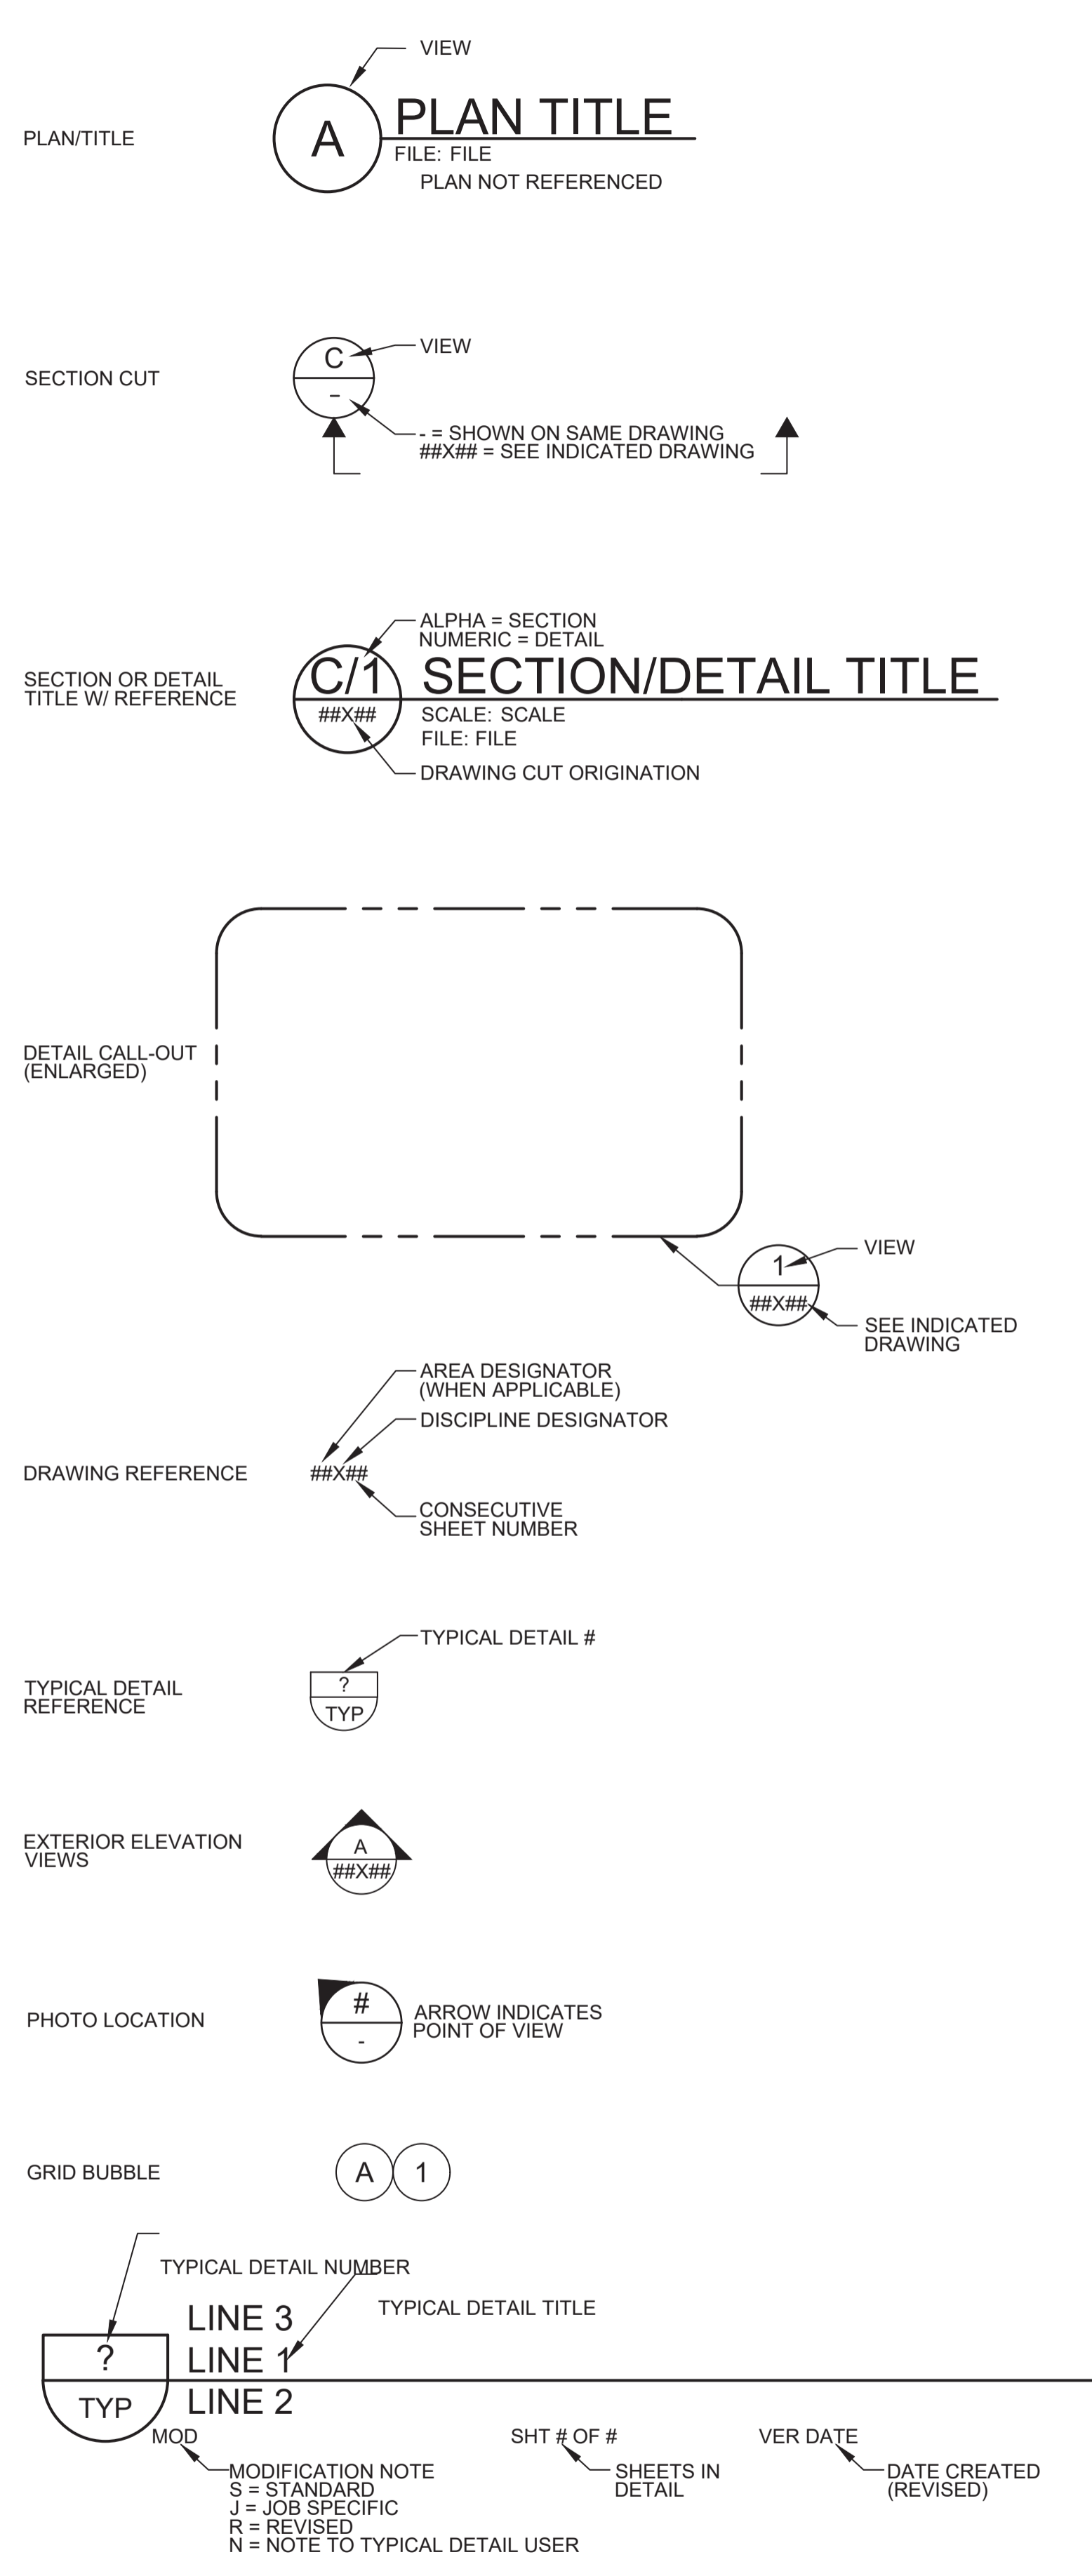 VIEW
PLAN/TITLE
A
PLAN TITLE
FILE: FILE
PLAN NOT REFERENCED
SECTION CUT
C
-
VIEW
- = SHOWN ON SAME DRAWING
##X## = SEE INDICATED DRAWING
ALPHA = SECTION
NUMERIC = DETAIL
SECTION OR DETAIL
TITLE W/ REFERENCE
C/1
##X##
SECTION/DETAIL TITLE
SCALE: SCALE
FILE: FILE
DRAWING CUT ORIGINATION
DETAIL CALL-OUT
(ENLARGED)
1
##X##
VIEW
SEE INDICATED
DRAWING
AREA DESIGNATOR
(WHEN APPLICABLE)
DISCIPLINE DESIGNATOR
DRAWING REFERENCE
##X##
CONSECUTIVE
SHEET NUMBER
TYPICAL DETAIL #
TYPICAL DETAIL
REFERENCE
?
TYP
EXTERIOR ELEVATION
VIEWS
A
##X##
PHOTO LOCATION
#
-
ARROW INDICATES
POINT OF VIEW
GRID BUBBLE
A 1
TYPICAL DETAIL NUMBER
TYPICAL DETAIL TITLE
LINE 3
?
LINE 1
TYP
LINE 2
MOD
SHT # OF #
VER DATE
MODIFICATION NOTE
S = STANDARD
J = JOB SPECIFIC
R = REVISED
N = NOTE TO TYPICAL DETAIL USER
SHEETS IN
DETAIL
DATE CREATED
(REVISED)